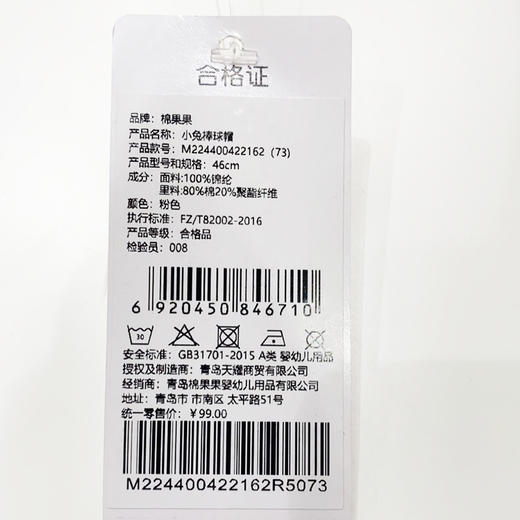 合格证
品牌：棉果果
产品名称：小兔棒球帽
产品款号：M224400422162 (73)
产品型号和规格：46cm
成分：面料:100%锦纶
里料:80%棉20%聚酯纤维
颜色：粉色
执行标准：FZ/T82002-2016
产品等级：合格品
检验员：008
6 920450 846710
30
安全标准：GB31701-2015 A类 婴幼儿用品
授权及制造商：青岛天耀商贸有限公司
经销商：青岛棉果果婴幼儿用品有限公司
地址：青岛市 市南区 太平路51号
统一零售价：￥99.00
M224400422162R5073